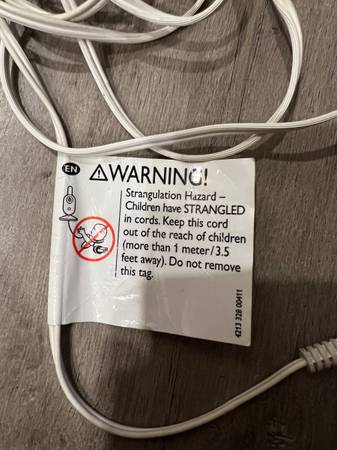 EN
⚠WARNING!
Strangulation Hazard –
Children have STRANGLED
in cords. Keep this cord
out of the reach of children
(more than 1 meter/3.5
feet away). Do not remove
this tag.
4213 328 00411